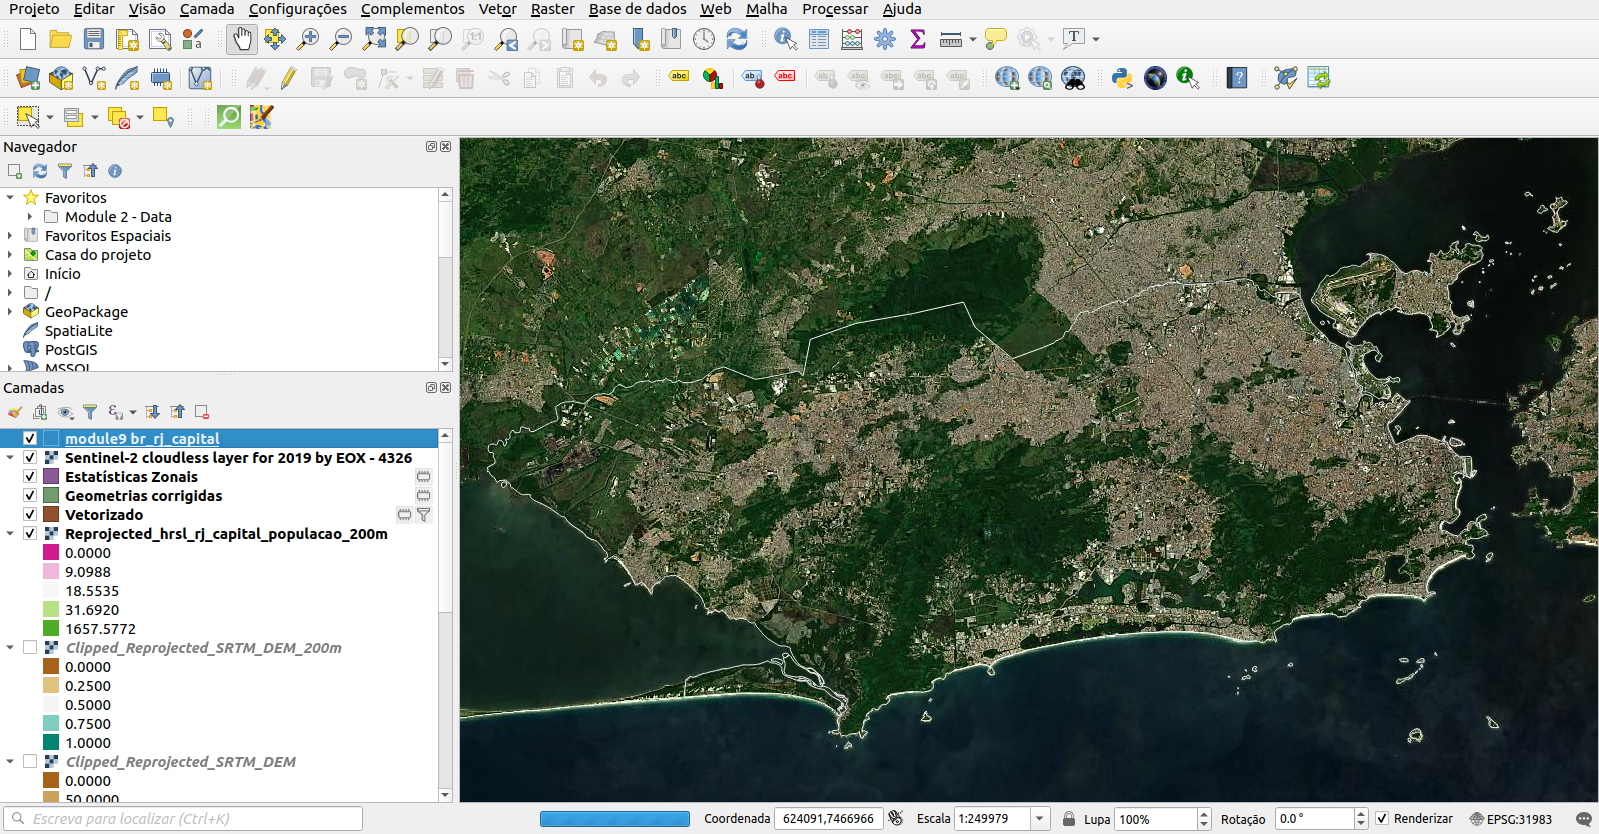 Projeto Editar Visão Camada Configurações Complementos Vetor Raster Base de dados Web Malha Processar Ajuda
Navegador
Favoritos
Module 2 - Data
Favoritos Espaciais
Casa do projeto
Início
/
GeoPackage
SpatiaLite
PostGIS
MSSQL
Camadas
module9 br_rj_capital
Sentinel-2 cloudless layer for 2019 by EOX - 4326
Estatísticas Zonais
Geometrias corrigidas
Vetorizado
Reprojected_hrsl_rj_capital_populacao_200m
0.0000
9.0988
18.5535
31.6920
1657.5772
Clipped_Reprojected_SRTM_DEM_200m
0.0000
0.2500
0.5000
0.7500
1.0000
Clipped_Reprojected_SRTM_DEM
0.0000
50.0000
Escreva para localizar (Ctrl+K)
Coordenada 624091,7466966 Escala 1:249979 Lupa 100% Rotação 0.0 ° Renderizar EPSG:31983